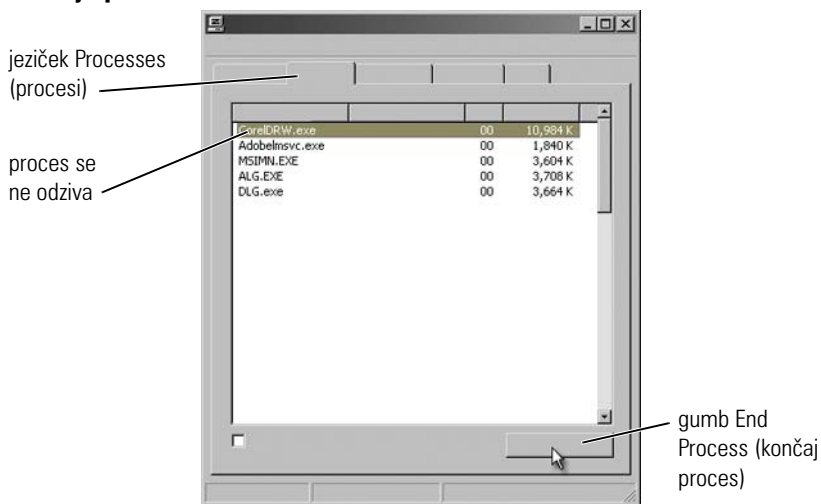 jeziček Processes
(procesi)
CorelDRW.exe 00 10,984 K
Adobelmsvc.exe 00 1,840 K
MSIMN.EXE 00 3,604 K
ALG.EXE 00 3,708 K
DLG.exe 00 3,664 K
proces se
ne odziva
gumb End
Process (končaj
proces)